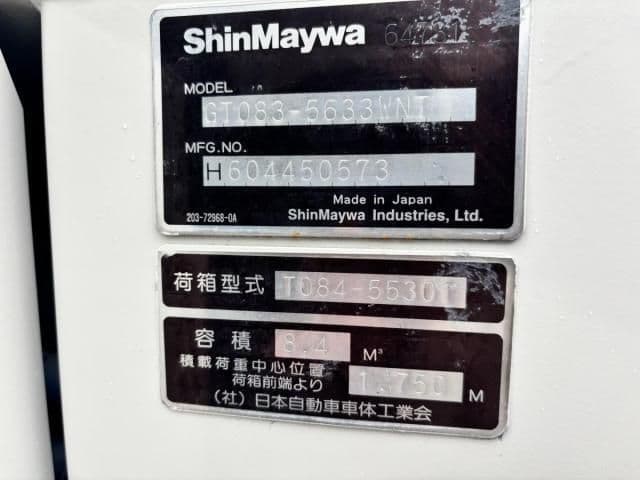 ShinMaywa
MODEL
GT083-5633WNT
MFG.NO.
H604450573
Made in Japan
203-72968-0A ShinMaywa Industries, Ltd.
荷箱型式 T084-5530T
容積 8.4 M³
積載荷重中心位置
荷箱前端より 1.750 M
(社)日本自動車車体工業会